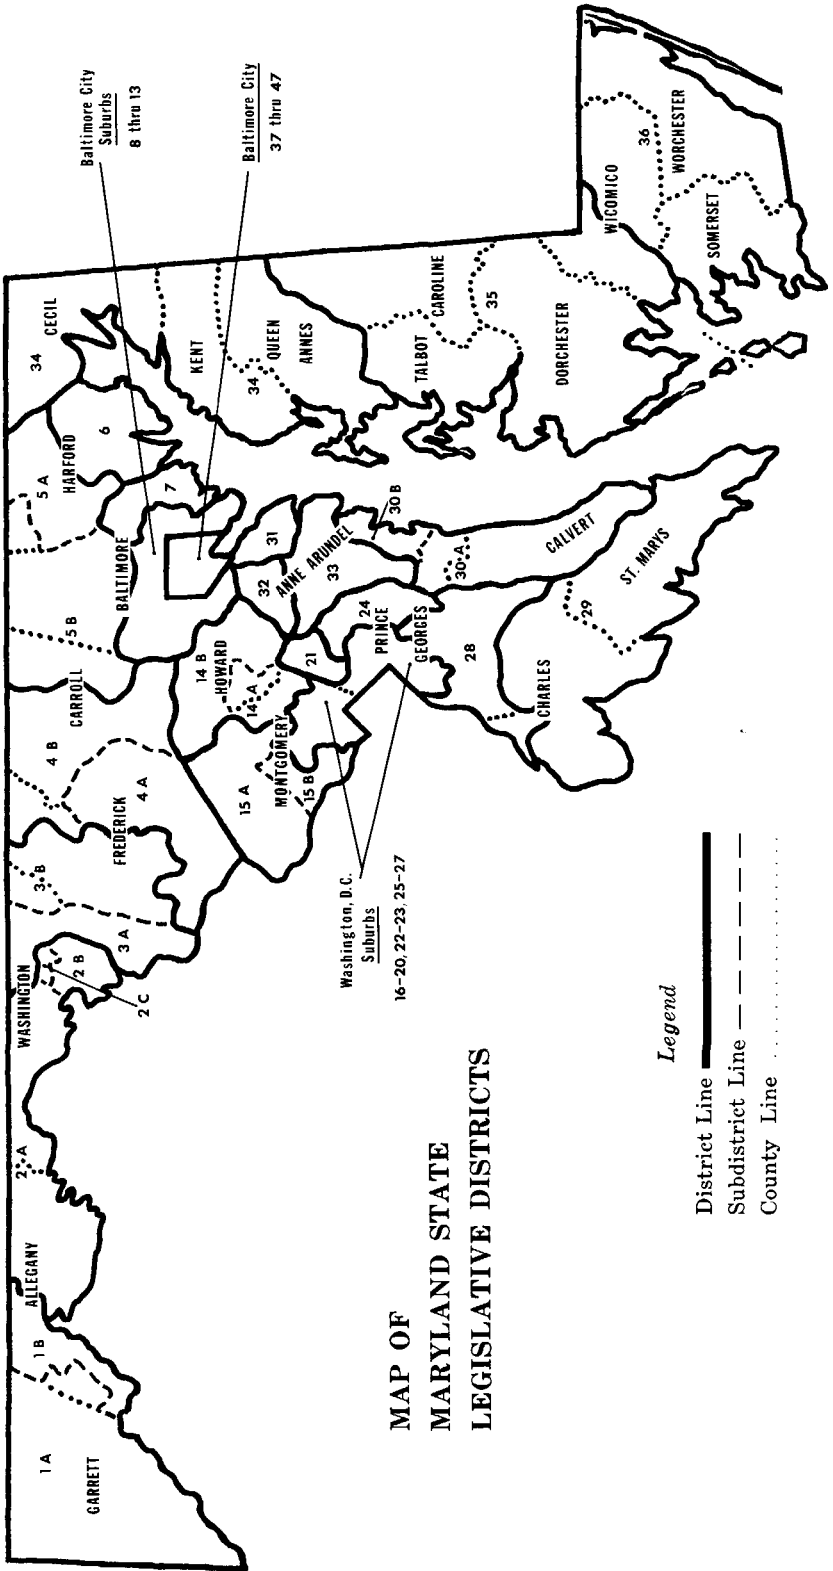 MAP OF
MARYLAND STATE
LEGISLATIVE DISTRICTS
Legend
District Line
Subdistrict Line
County Line
GARRETT
1 A
1 B
ALLEGANY
2 A
WASHINGTON
2 B
2 C
3 A
3 B
FREDERICK
4 A
4 B
CARROLL
5 B
BALTIMORE
5 A
HARFORD
6
7
34
CECIL
KENT
34
QUEEN
ANNES
TALBOT
CAROLINE
35
DORCHESTER
WICOMICO
36
WORCHESTER
SOMERSET
Baltimore City
Suburbs
8 thru 13
Baltimore City
37 thru 47
14 B
HOWARD
14 A
15 A
MONTGOMERY
15 B
Washington, D.C.
Suburbs
16-20, 22-23, 25-27
21
24
PRINCE
GEORGES
28
31
32
ANNE ARUNDEL
33
30 B
30 A
CALVERT
29
ST. MARYS
CHARLES